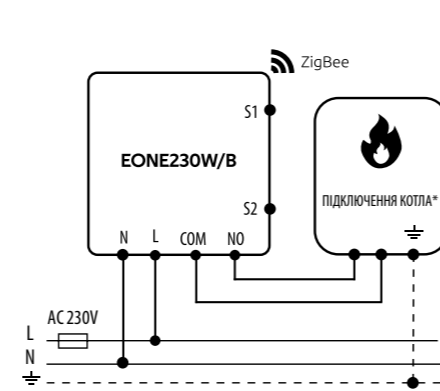 ZigBee
S1
EONE230W/B
ПІДКЛЮЧЕННЯ КОТЛА*
S2
N L COM NO
AC 230V
L
N